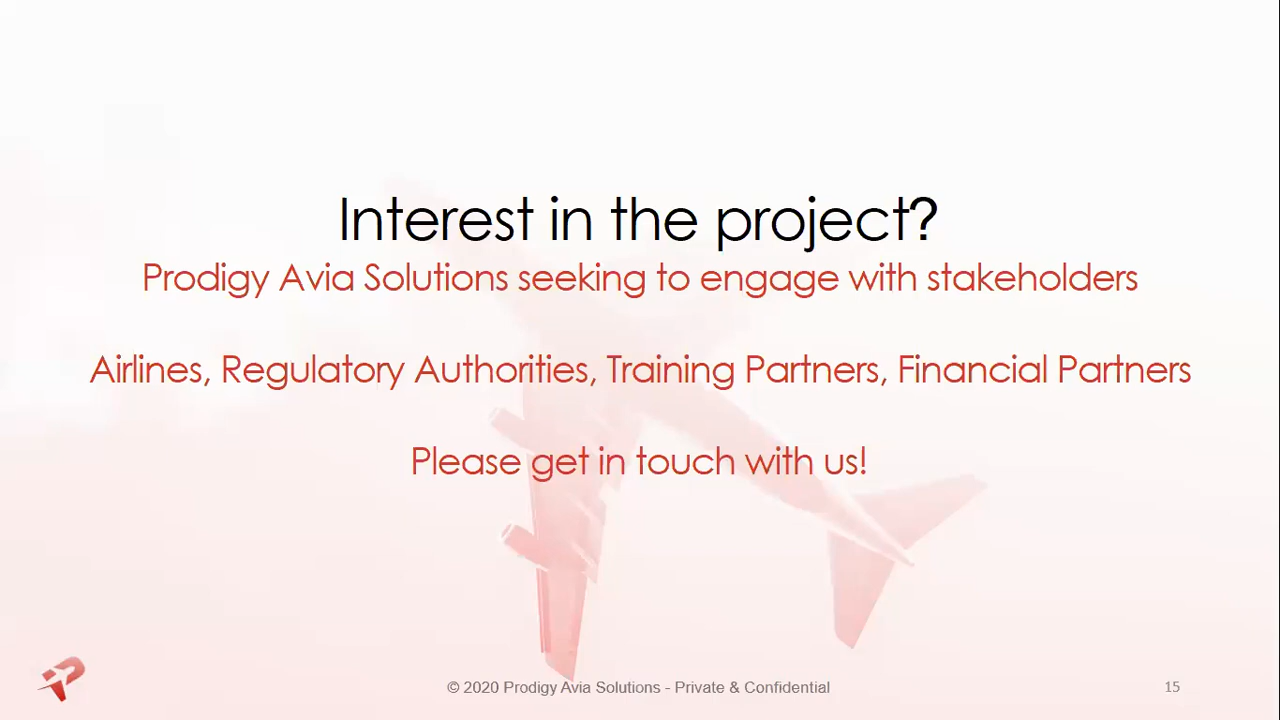 Interest in the project?
Prodigy Avia Solutions seeking to engage with stakeholders
Airlines, Regulatory Authorities, Training Partners, Financial Partners
Please get in touch with us!
© 2020 Prodigy Avia Solutions - Private & Confidential
15